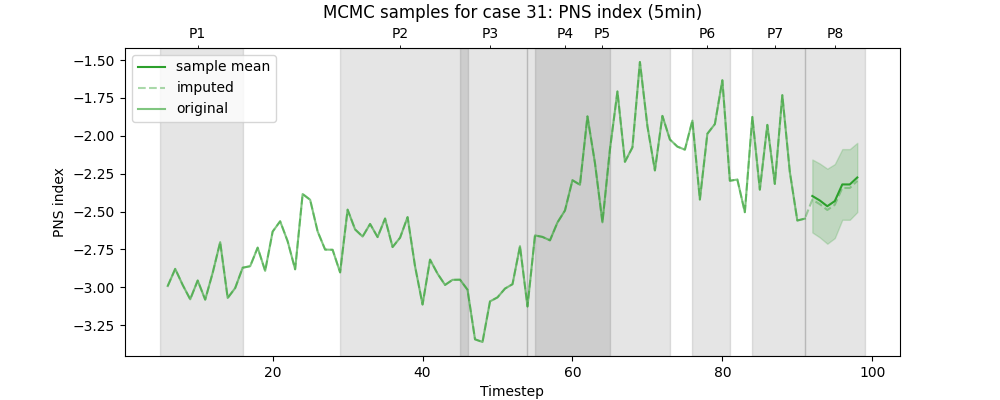 MCMC samples for case 31: PNS index (5min)
P1 P2 P3 P4 P5 P6 P7 P8
sample mean
imputed
original
PNS index
−1.50
−1.75
−2.00
−2.25
−2.50
−2.75
−3.00
−3.25
20 40 60 80 100
Timestep